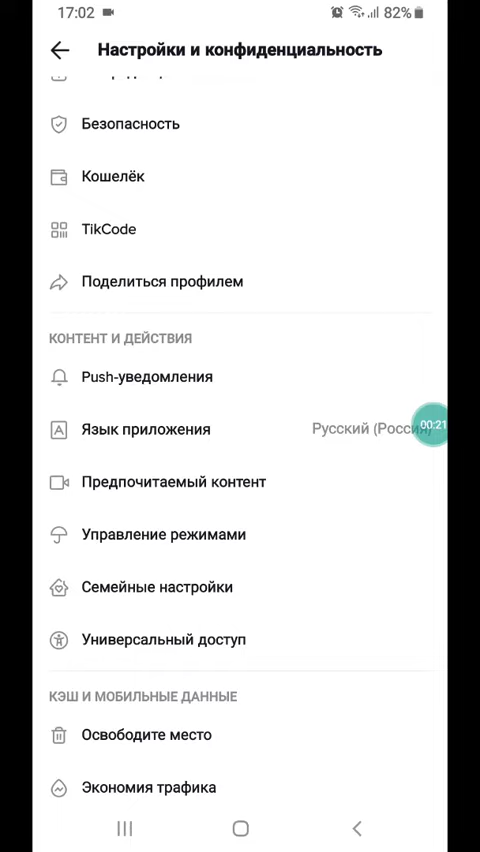 17:02 82%
Настройки и конфиденциальность
Безопасность
Кошелёк
TikCode
Поделиться профилем
КОНТЕНТ И ДЕЙСТВИЯ
Push-уведомления
Язык приложения Русский (Россия)
00:21
Предпочитаемый контент
Управление режимами
Семейные настройки
Универсальный доступ
КЭШ И МОБИЛЬНЫЕ ДАННЫЕ
Освободите место
Экономия трафика